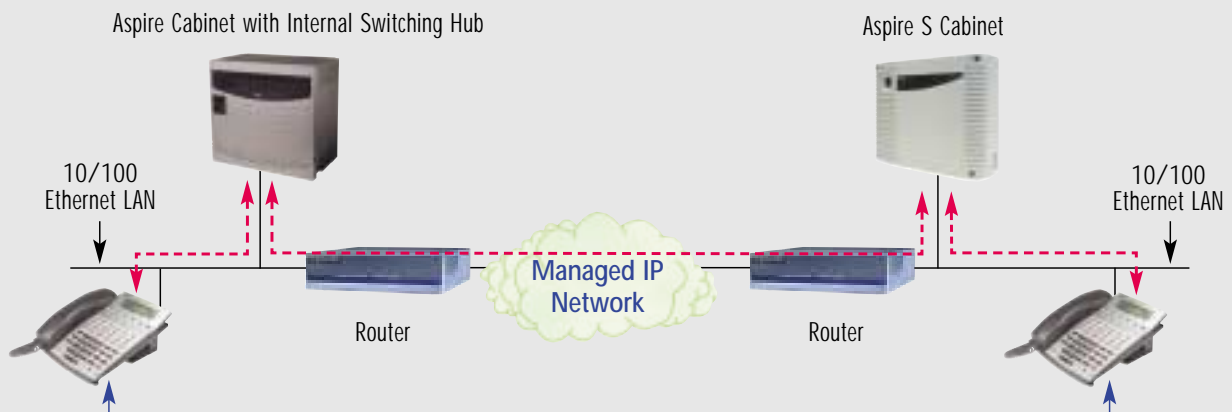 Aspire Cabinet with Internal Switching Hub
Aspire S Cabinet
10/100
Ethernet LAN
10/100
Ethernet LAN
Managed IP
Network
Router
Router